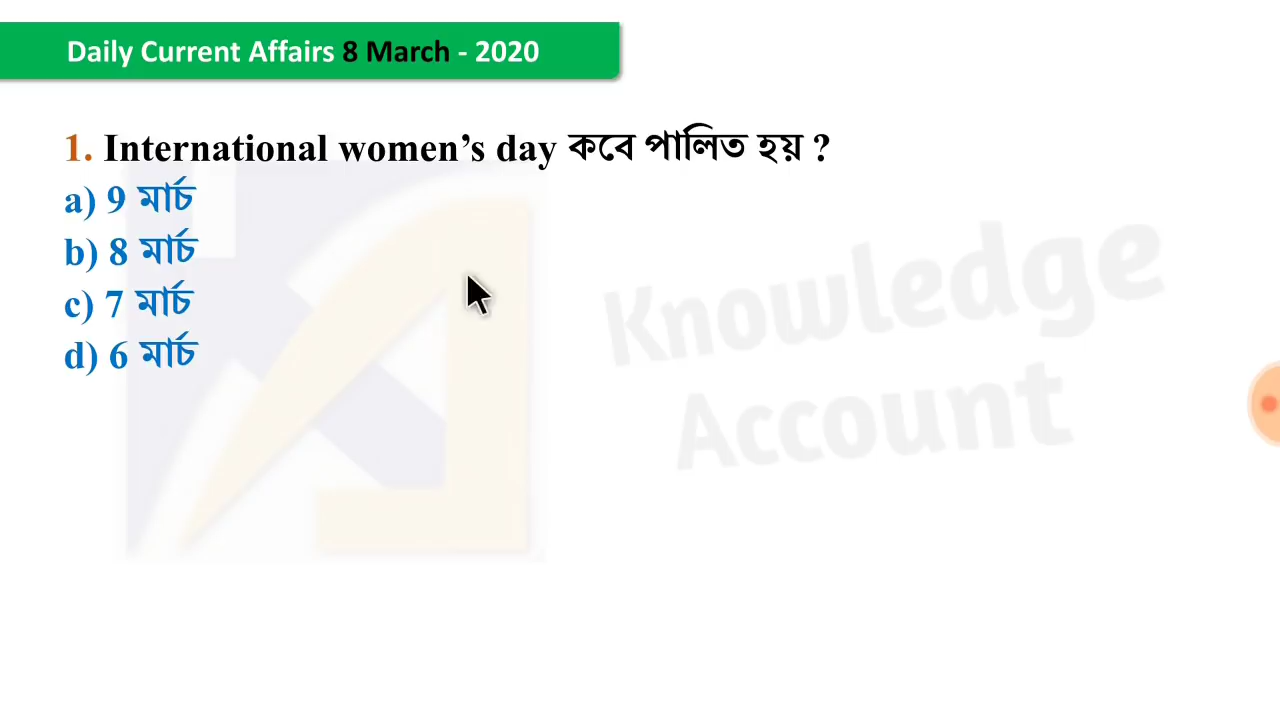 Daily Current Affairs 8 March - 2020
1. International women’s day কবে পালিত হয় ?
a) 9 মার্চ
b) 8 মার্চ
c) 7 মার্চ
d) 6 মার্চ
Knowledge
Account